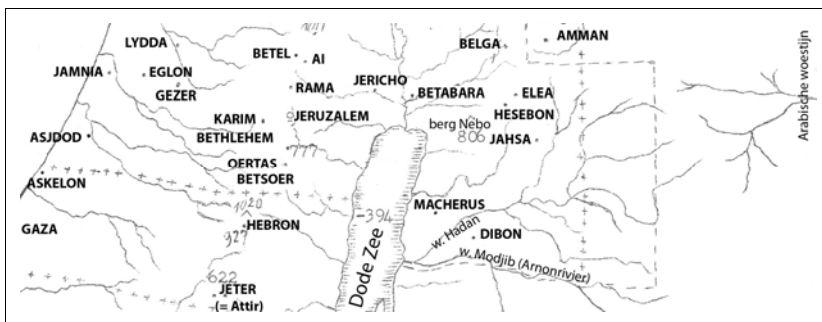 LYDDA
BETEL
AI
BELGA
AMMAN
JAMNIA
EGLON
GEZER
RAMA
JERICHO
BETABARA
ELEA
HESEBON
KARIM
JERUZALEM
BETHLEHEM
berg Nebo
806
JAHSA
ASJDOD
777
OERTAS
BETSOER
ASKELON
1020
-394
MACHERUS
GAZA
927
HEBRON
w. Hadan
DIBON
Dode Zee
w. Modjib (Arnonrivier)
622
JETER
(= Attir)
Arabische woestijn